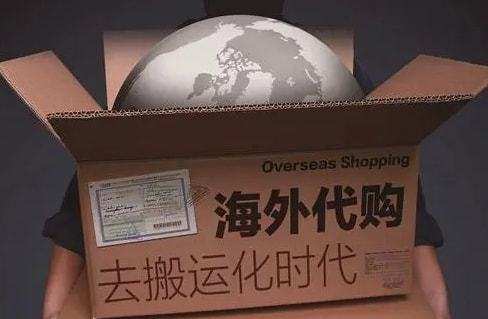 Overseas Shopping
海外代购
去搬运化时代